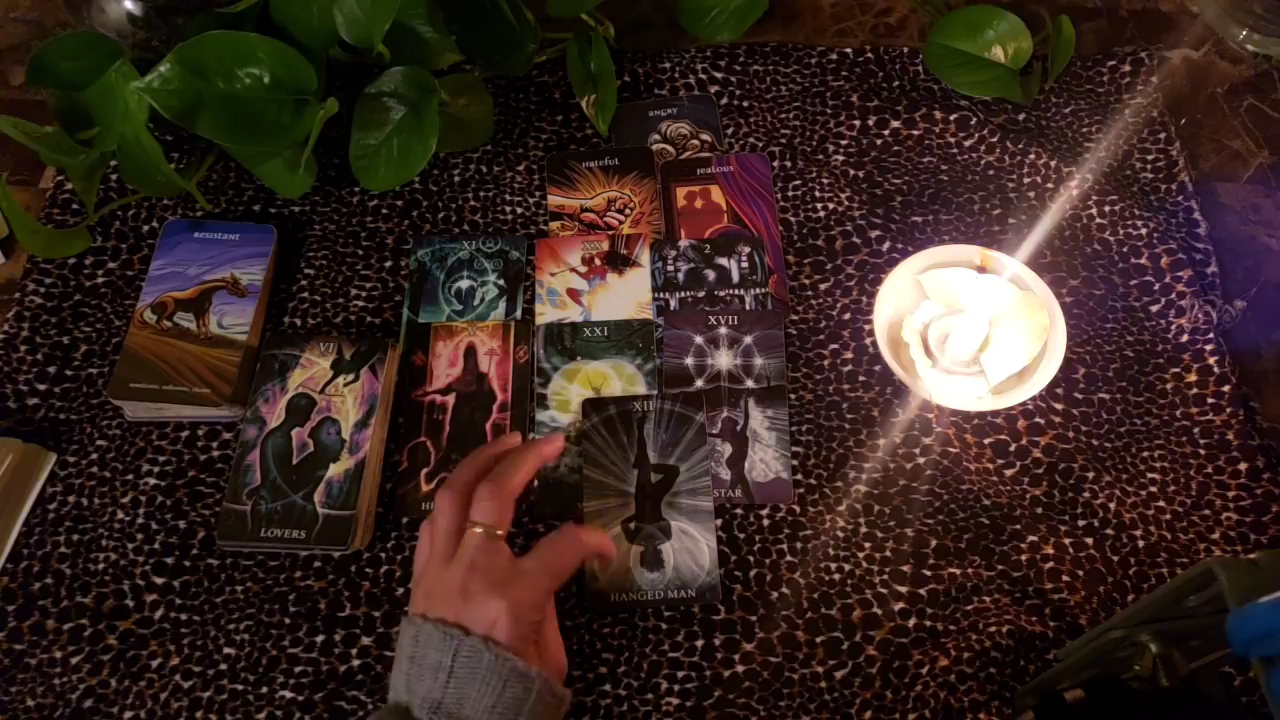 angry
Hateful
Jealous
Resistant
XI
XX
2
V
XXI
XVII
VI
XII
STAR
LOVERS
HANGED MAN